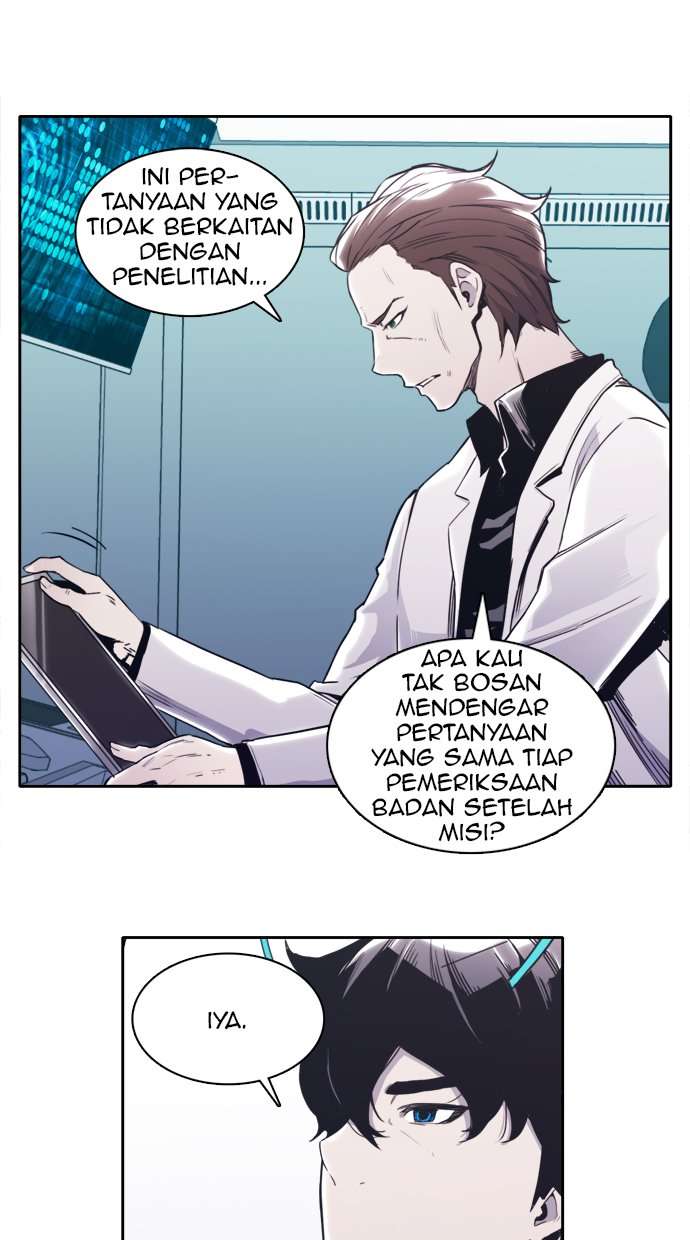 INI PER-
TANYAAN YANG
TIDAK BERKAITAN
DENGAN
PENELITIAN...
APA KAU
TAK BOSAN
MENDENGAR
PERTANYAAN
YANG SAMA TIAP
PEMERIKSAAN
BADAN SETELAH
MISI?
IYA.